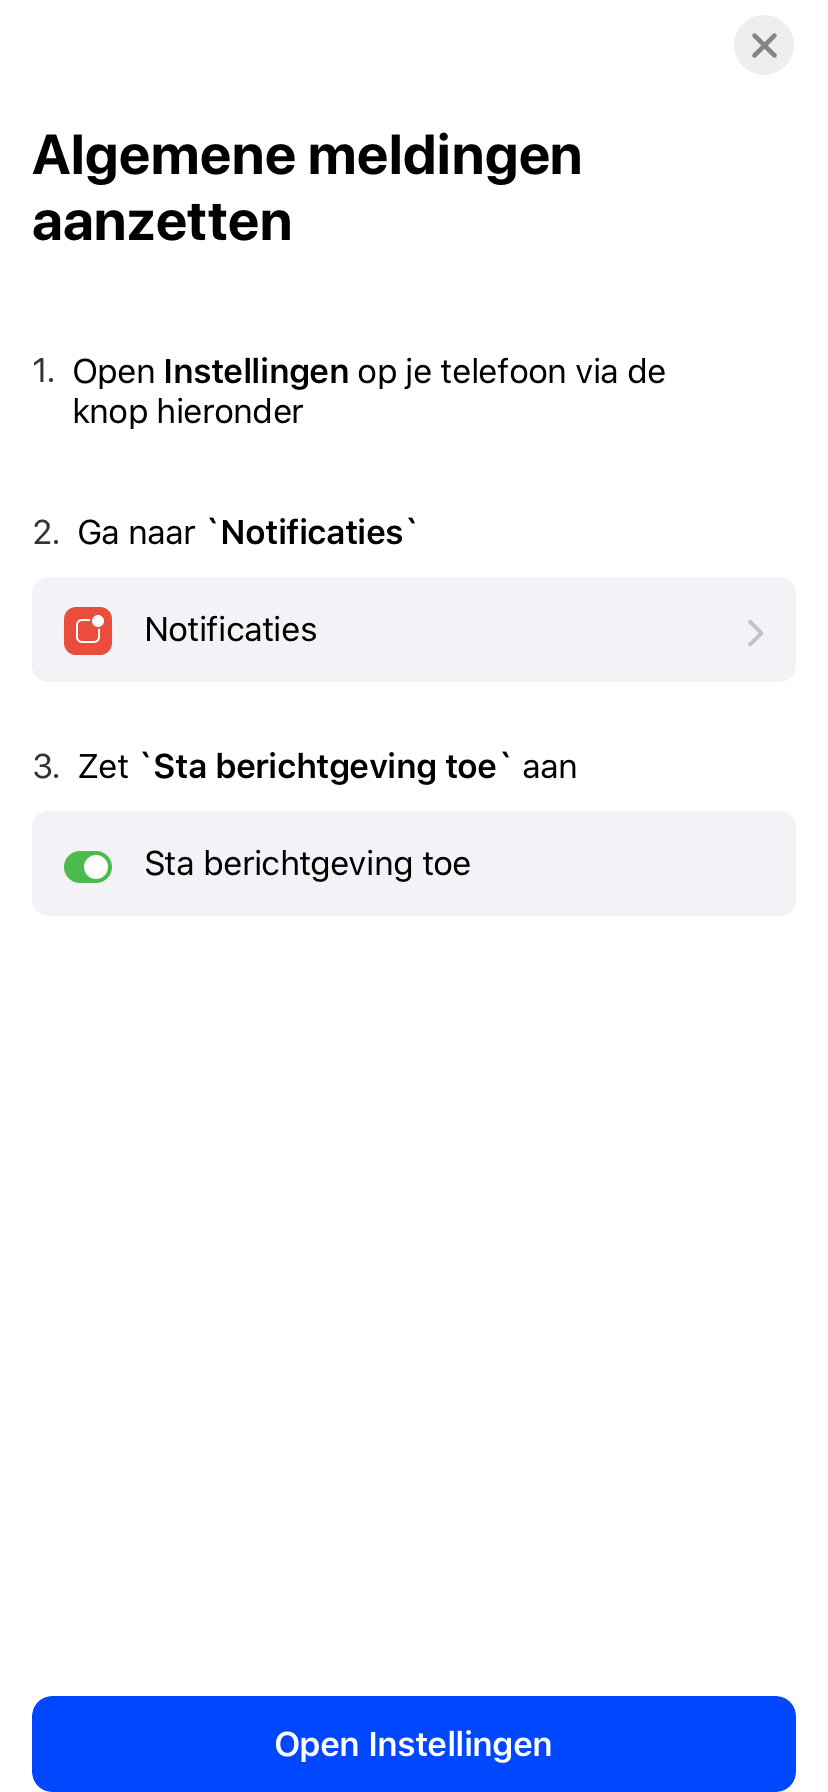 Algemene meldingen
aanzetten
1. Open Instellingen op je telefoon via de
knop hieronder
2. Ga naar `Notificaties`
Notificaties
3. Zet `Sta berichtgeving toe` aan
Sta berichtgeving toe
Open Instellingen